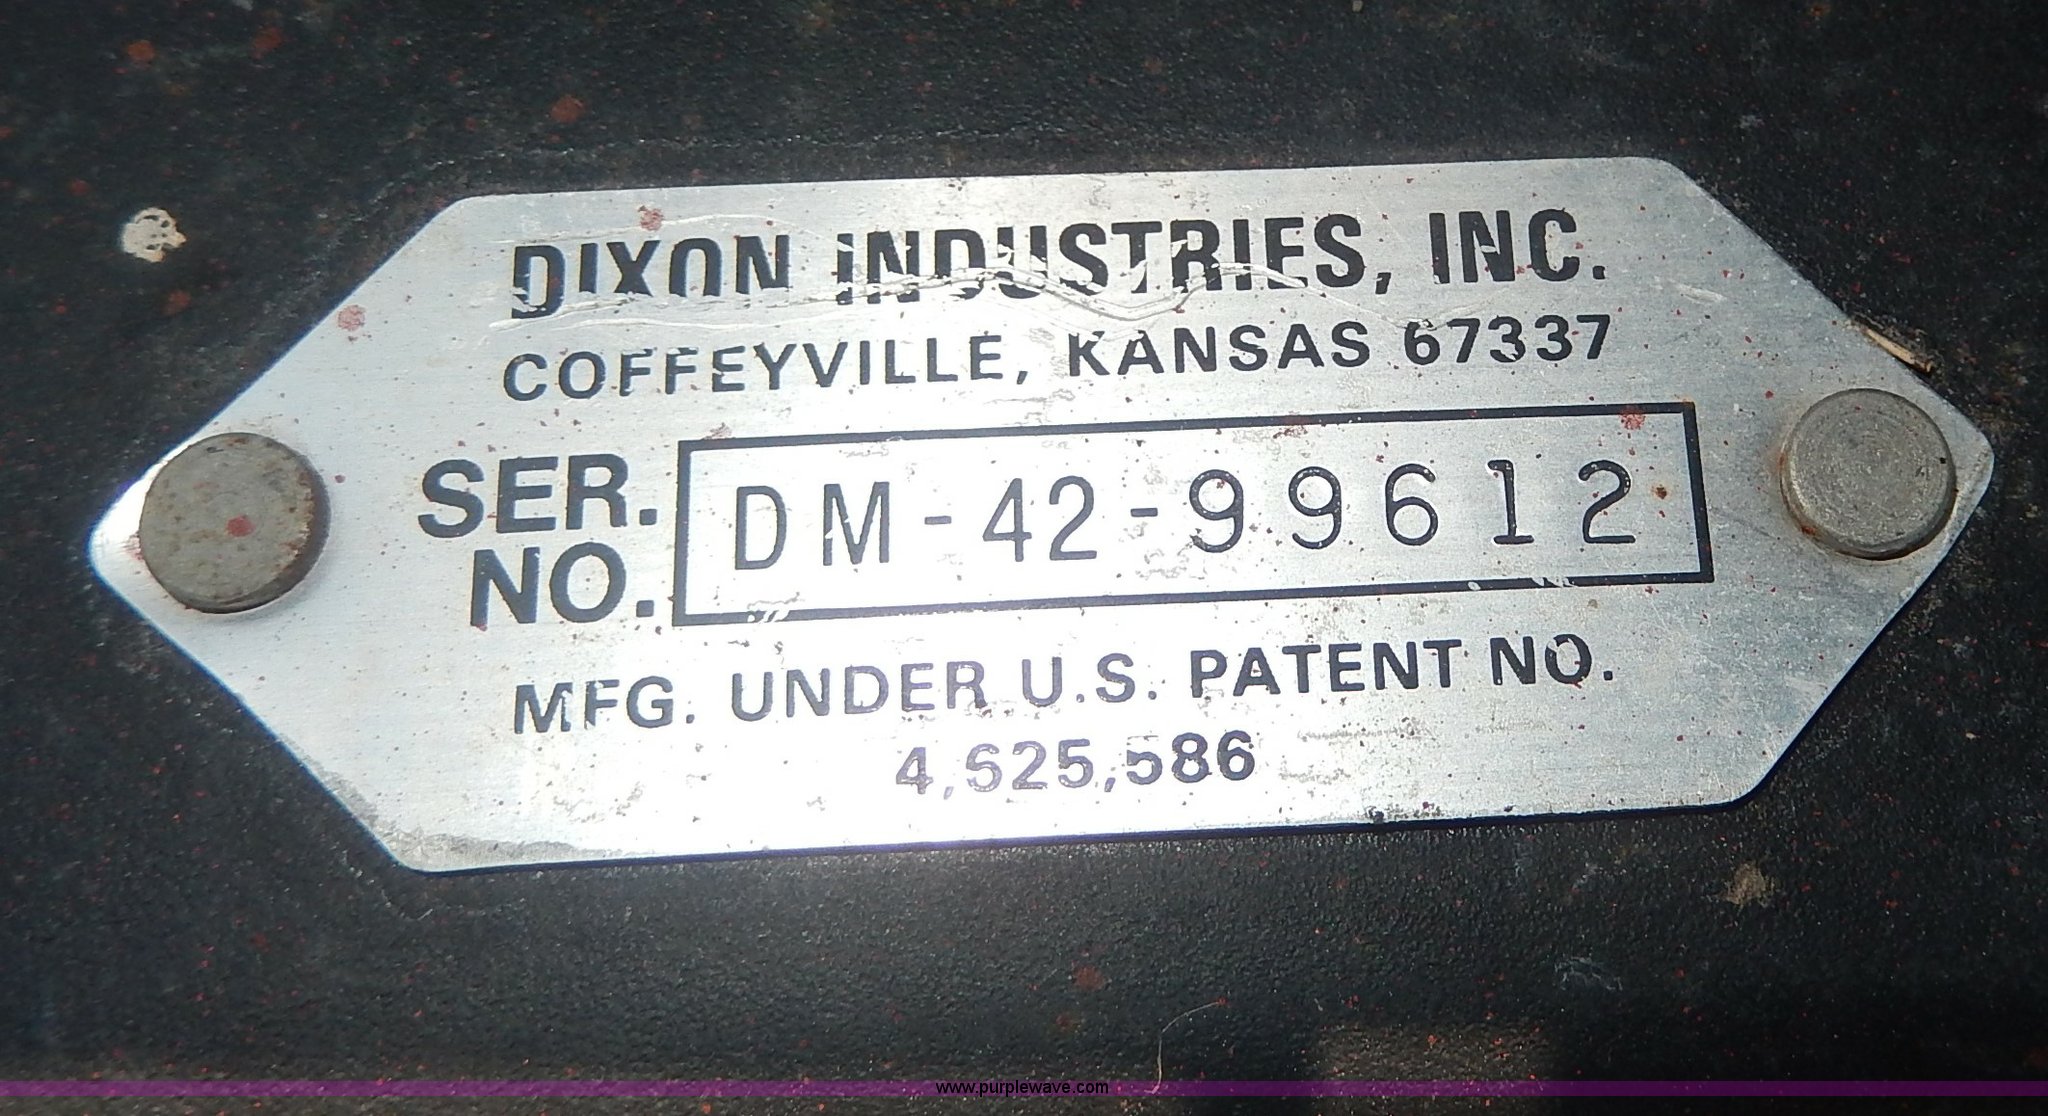 DIXON INDUSTRIES, INC.
COFFEYVILLE, KANSAS 67337
SER. NO. DM-42-99612
MFG. UNDER U.S. PATENT NO.
4,625,586
www.purplewave.com